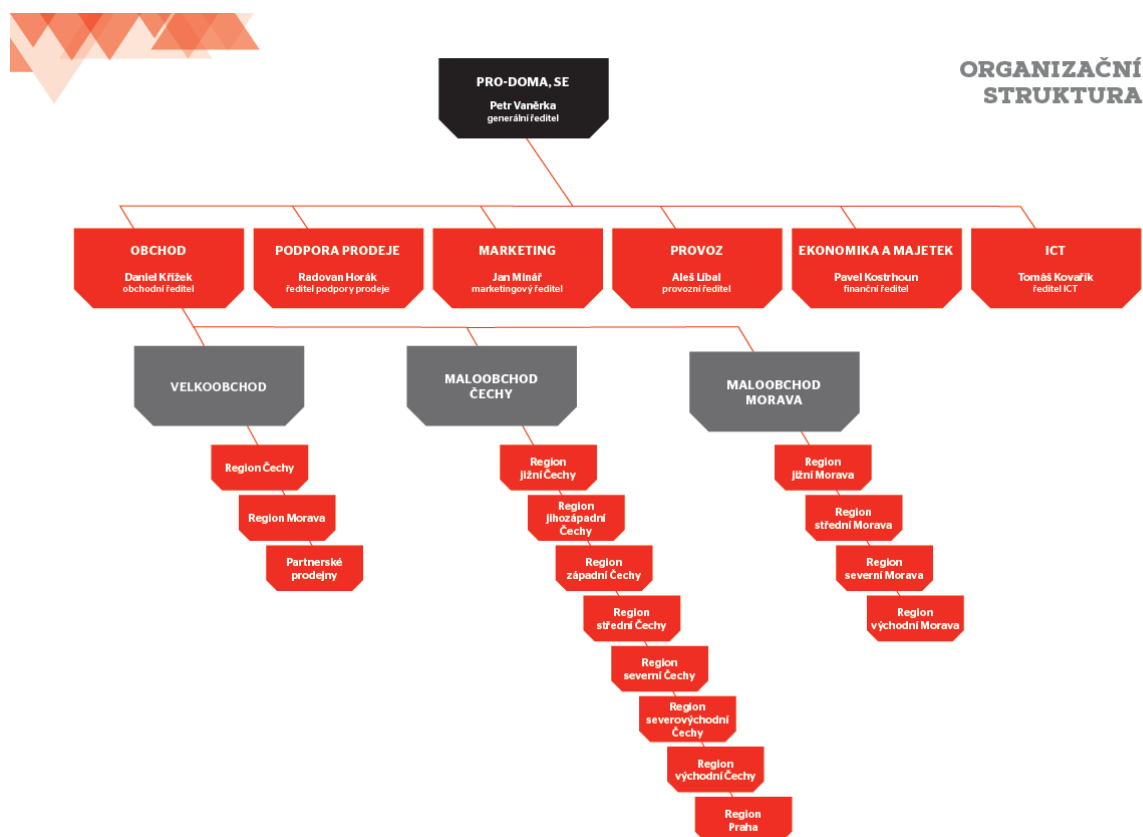 ORGANIZAČNÍ
STRUKTURA
PRO-DOMA, SE
Petr Vaněrka
generální ředitel
OBCHOD
Daniel Křížek
obchodní ředitel
PODPORA PRODEJE
Radovan Horák
ředitel podpory prodeje
MARKETING
Jan Minář
marketingový ředitel
PROVOZ
Aleš Líbal
provozní ředitel
EKONOMIKA A MAJETEK
Pavel Kostrhoun
finanční ředitel
ICT
Tomáš Kovařík
ředitel ICT
VELKOOBCHOD
Region Čechy
Region Morava
Partnerské
prodejny
MALOOBCHOD
ČECHY
Region
jižní Čechy
Region
jihozápadní
Čechy
Region
západní Čechy
Region
střední Čechy
Region
severní Čechy
Region
severovýchodní
Čechy
Region
východní Čechy
Region
Praha
MALOOBCHOD
MORAVA
Region
jižní Morava
Region
střední Morava
Region
severní Morava
Region
východní Morava